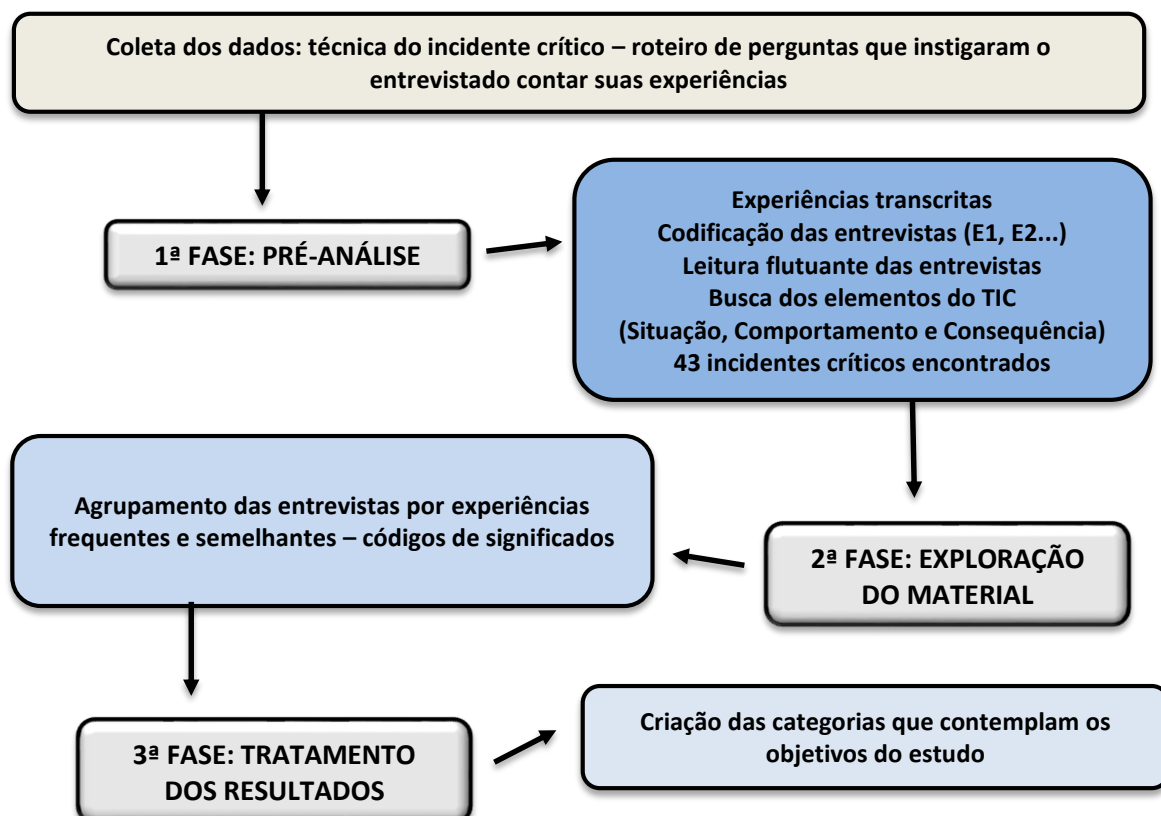 Coleta dos dados: técnica do incidente crítico – roteiro de perguntas que instigaram o
entrevistado contar suas experiências
1ª FASE: PRÉ-ANÁLISE
Experiências transcritas
Codificação das entrevistas (E1, E2...)
Leitura flutuante das entrevistas
Busca dos elementos do TIC
(Situação, Comportamento e Consequência)
43 incidentes críticos encontrados
2ª FASE: EXPLORAÇÃO
DO MATERIAL
Agrupamento das entrevistas por experiências
frequentes e semelhantes – códigos de significados
3ª FASE: TRATAMENTO
DOS RESULTADOS
Criação das categorias que contemplam os
objetivos do estudo